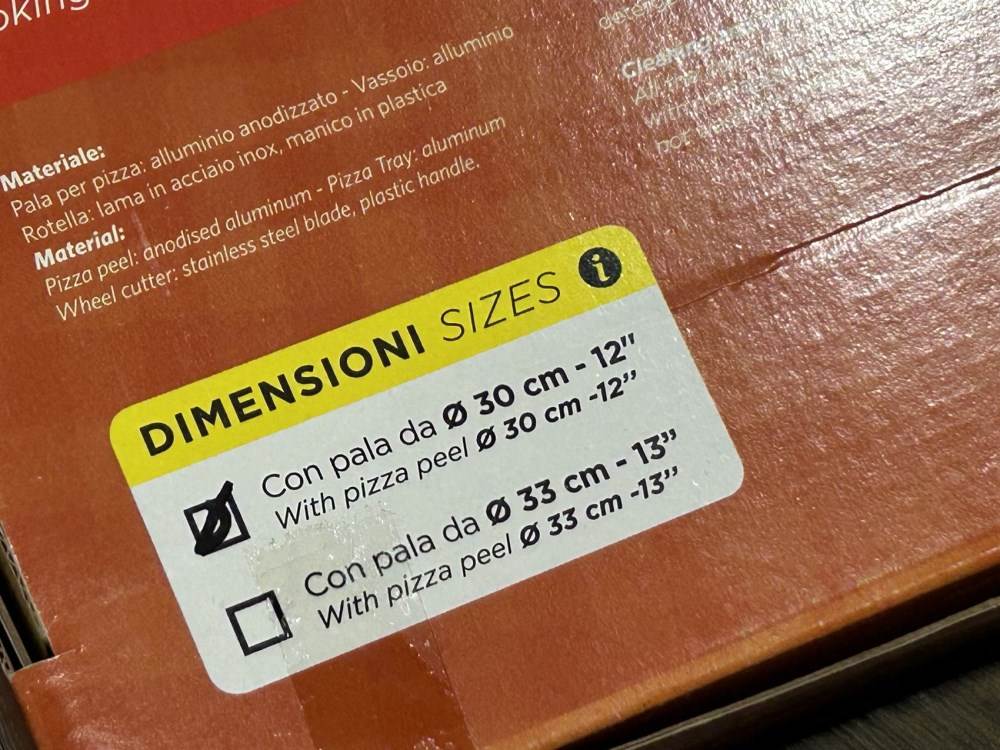 Materiale:
Pala per pizza: alluminio anodizzato - Vassoio: alluminio
Rotella: lama in acciaio inox, manico in plastica
Material:
Pizza peel: anodised aluminum - Pizza Tray: aluminum
Wheel cutter: stainless steel blade, plastic handle.
DIMENSIONI SIZES i
Con pala da Ø 30 cm - 12"
With pizza peel Ø 30 cm -12”
Con pala da Ø 33 cm - 13”
With pizza peel Ø 33 cm -13”